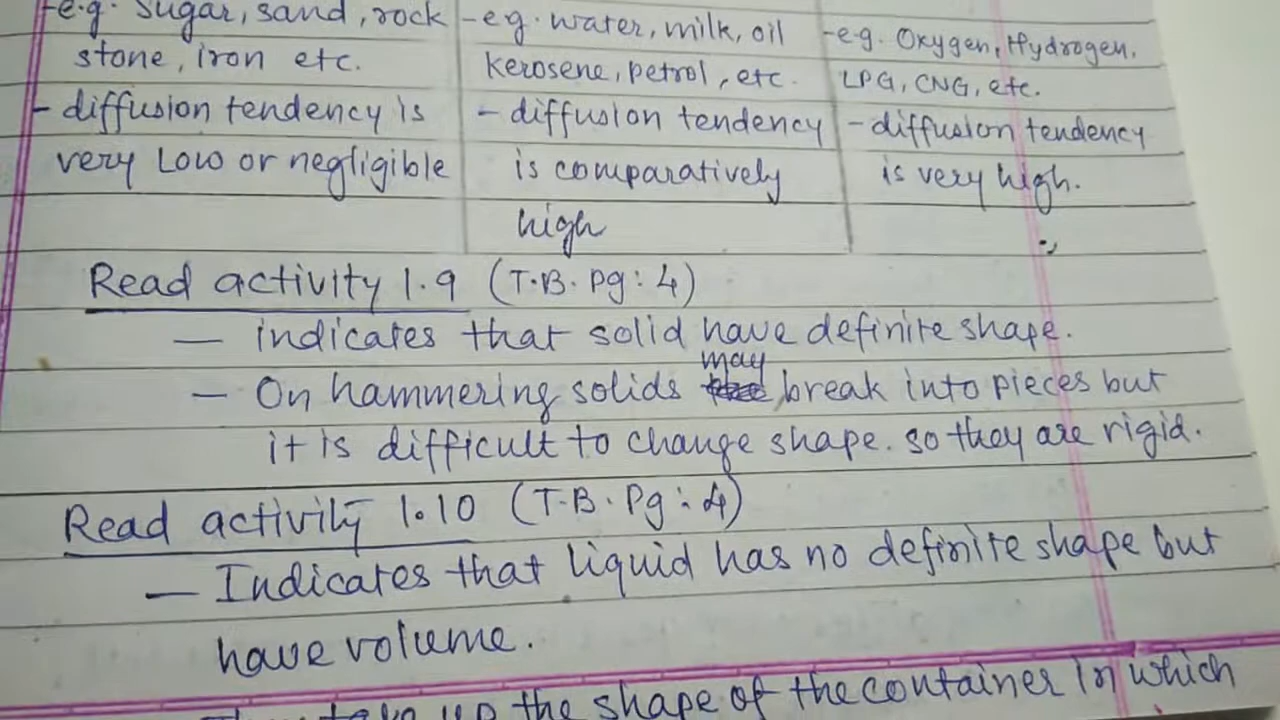 - e.g. Sugar, sand, rock
stone, iron etc.
- diffusion tendency is
very Low or negligible
- eg. water, milk, oil
Kerosene, petrol, etc.
- diffusion tendency
is comparatively
high
- eg. Oxygen, Hydrogen.
LPG, CNG, etc.
- diffusion tendency
is very high.
Read activity 1.9 (T.B. Pg: 4)
— indicates that solid have definite shape.
— On hammering solids may break into pieces but
it is difficult to change shape. so they are rigid.
Read activity 1.10 (T.B. Pg: 4)
— Indicates that liquid has no definite shape but
have volume.
take up the shape of the container in which